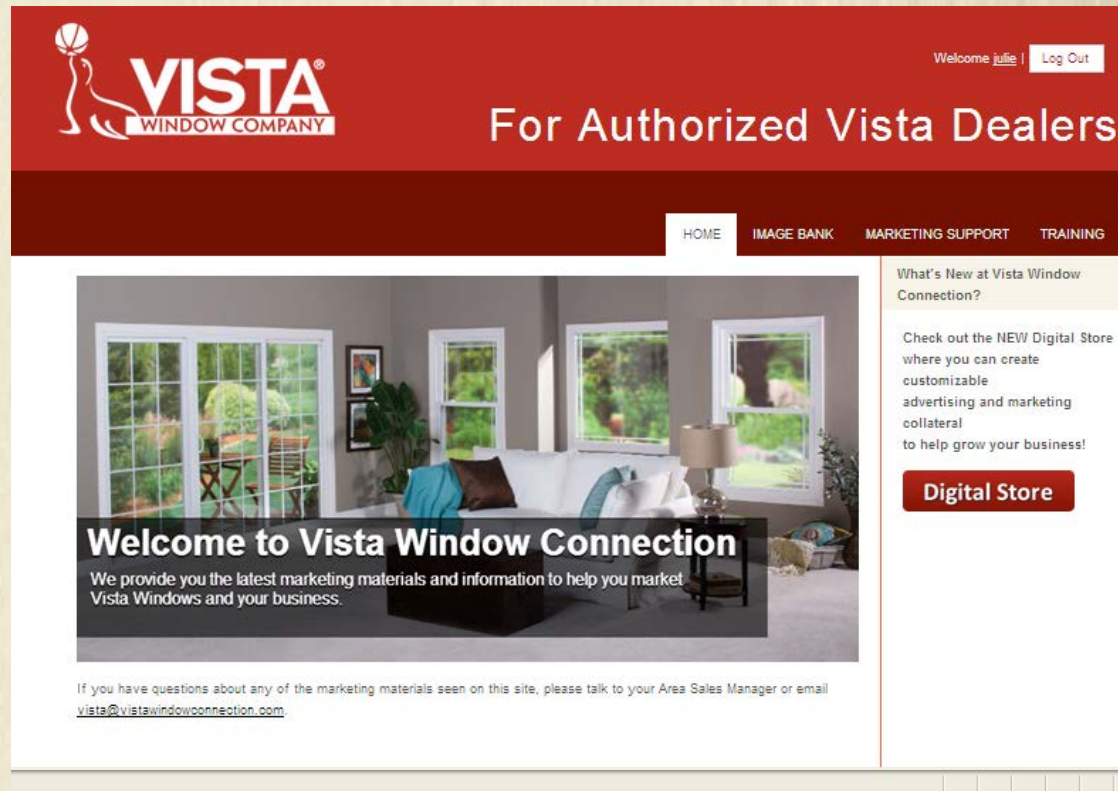 VISTA®
WINDOW COMPANY
Welcome julie | Log Out
For Authorized Vista Dealers
HOME IMAGE BANK MARKETING SUPPORT TRAINING
Welcome to Vista Window Connection
We provide you the latest marketing materials and information to help you market
Vista Windows and your business.
If you have questions about any of the marketing materials seen on this site, please talk to your Area Sales Manager or email
vista@vistawindowconnection.com.
What's New at Vista Window
Connection?
Check out the NEW Digital Store
where you can create
customizable
advertising and marketing
collateral
to help grow your business!
Digital Store